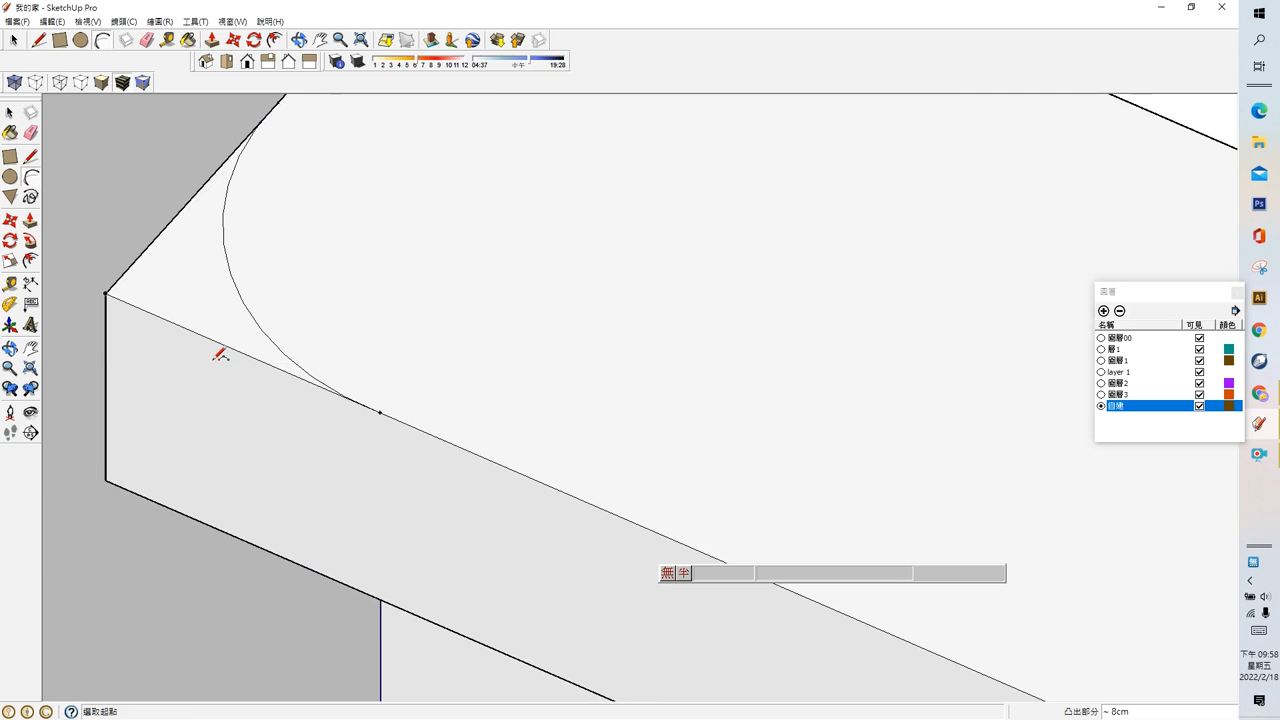 我的家 - SketchUp Pro
檔案(F) 編輯(E) 檢視(V) 鏡頭(C) 繪圖(R) 工具(T) 視窗(W) 說明(H)
1 2 3 4 5 6 7 8 9 10 11 12 04:37 中午 19:28
ABC
圖層
名稱 可見 顏色
圖層00
層1
圖層1
layer 1
圖層2
圖層3
自建
無 半
Ps
Ai
無
下午 09:58
星期五
2022/2/18
選取起點
凸出部分 ~ 8cm